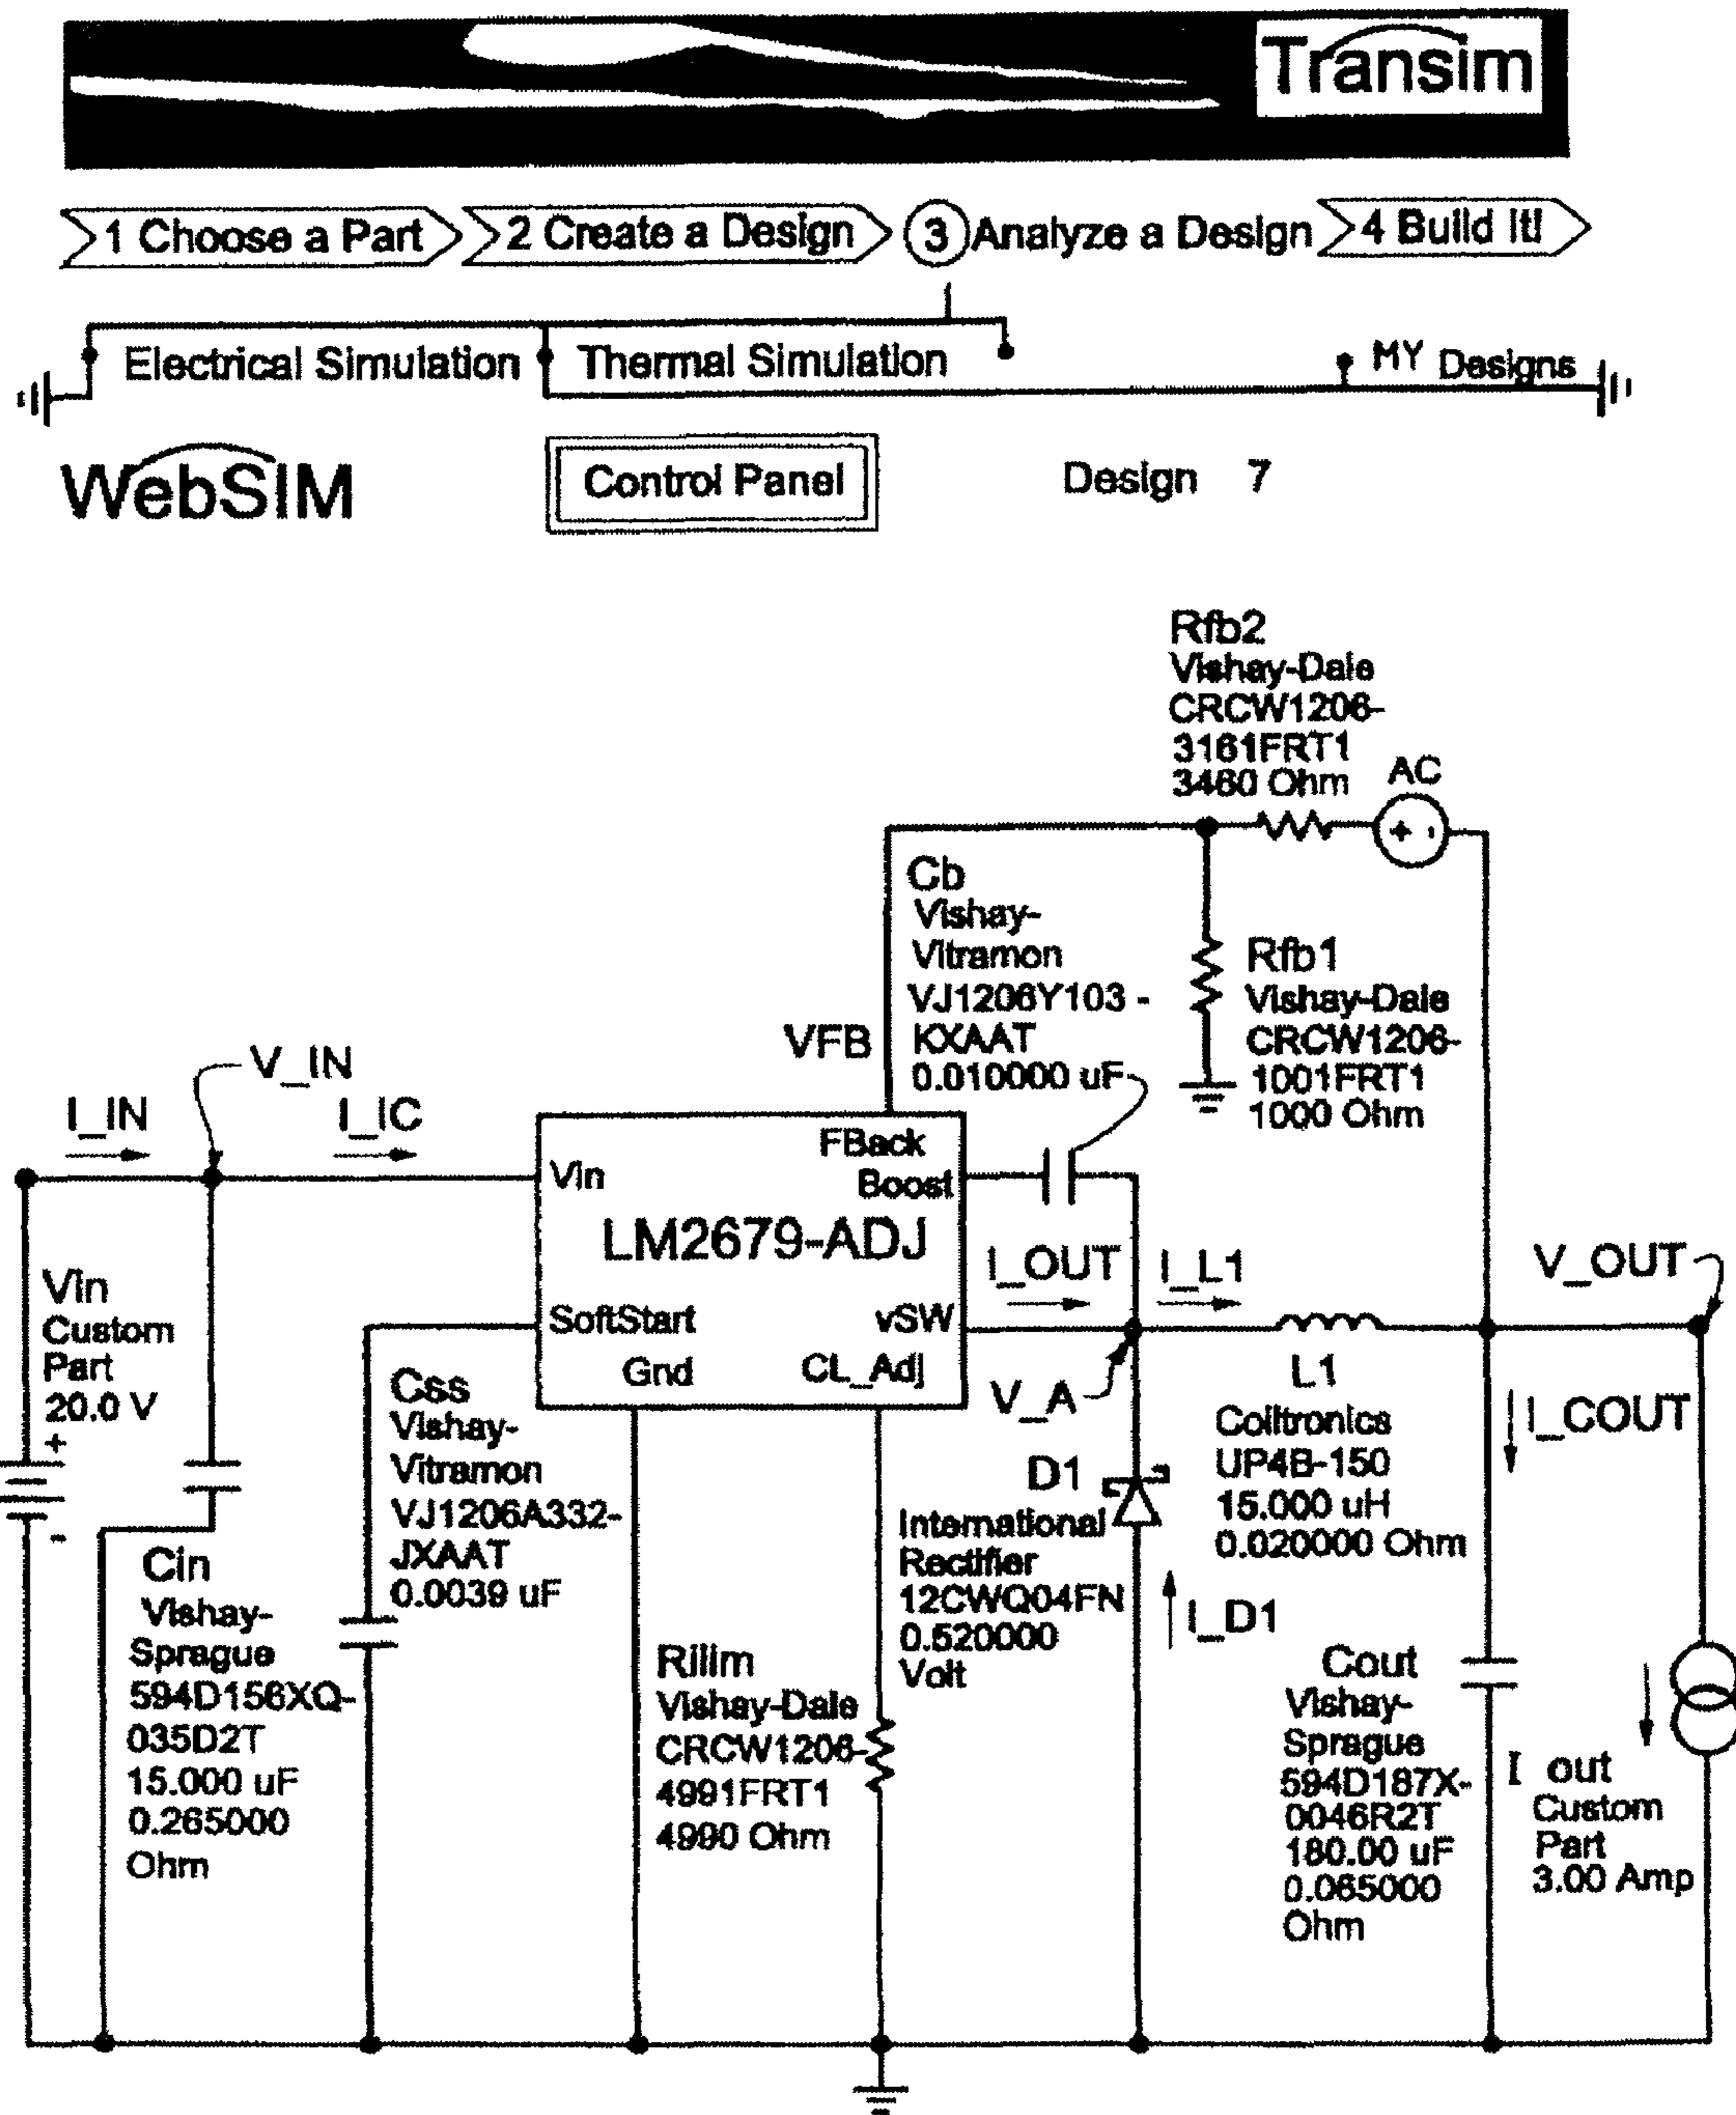 Transim
1 Choose a Part
2 Create a Design
3 Analyze a Design
4 Build It!
Electrical Simulation
Thermal Simulation
MY Designs
WebSIM
Control Panel
Design 7
Rfb2
Vishay-Dale
CRCW1206-
3161FRT1
3460 Ohm
AC
+ -
Cb
Vishay-
Vitramon
VJ1206Y103 -
KXAAT
0.010000 uF
Rfb1
Vishay-Dale
CRCW1206-
1001FRT1
1000 Ohm
VFB
V_IN
I_IN
I_IC
FBack
Vin
Boost
LM2679-ADJ
SoftStart
vSW
Gnd
CL_Adj
I_OUT
I_L1
V_OUT
Vin
Custom
Part
20.0 V
+
-
Css
Vishay-
Vitramon
VJ1206A332-
JXAAT
0.0039 uF
V_A
L1
Coiltronics
UP4B-150
15.000 uH
0.020000 Ohm
I_COUT
D1
International
Rectifier
12CWQ04FN
0.520000
Volt
I_D1
Cin
Vishay-
Sprague
594D156XQ-
035D2T
15.000 uF
0.265000
Ohm
Rilim
Vishay-Dale
CRCW1206-
4991FRT1
4990 Ohm
Cout
Vishay-
Sprague
594D187X-
0046R2T
180.00 uF
0.065000
Ohm
I out
Custom
Part
3.00 Amp